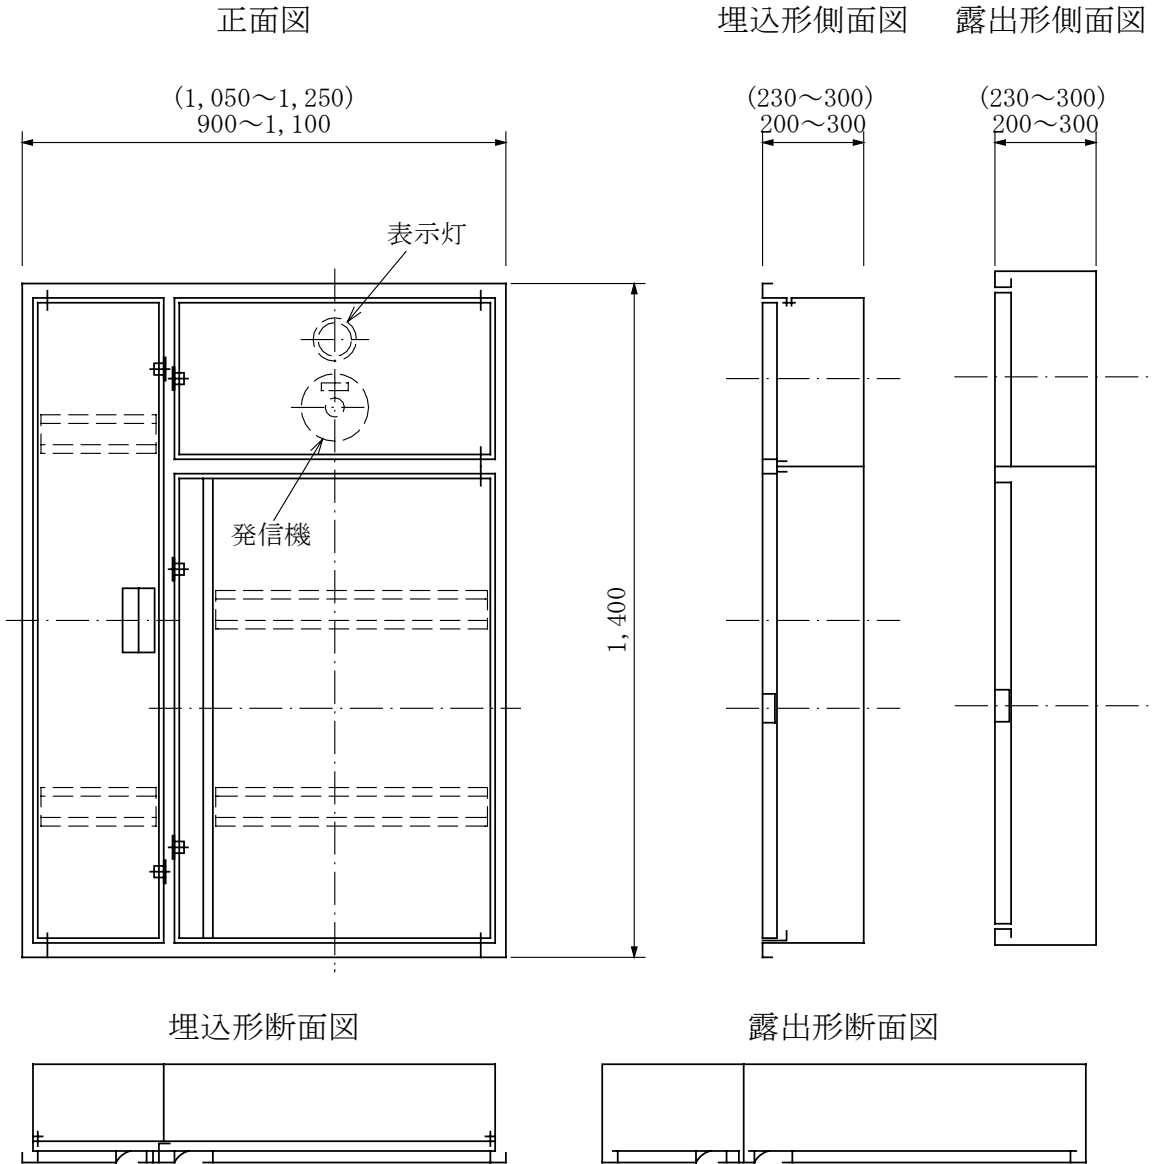 正面図
埋込形側面図
露出形側面図
(1,050～1,250)
900～1,100
(230～300)
200～300
(230～300)
200～300
表示灯
発信機
1,400
埋込形断面図
露出形断面図